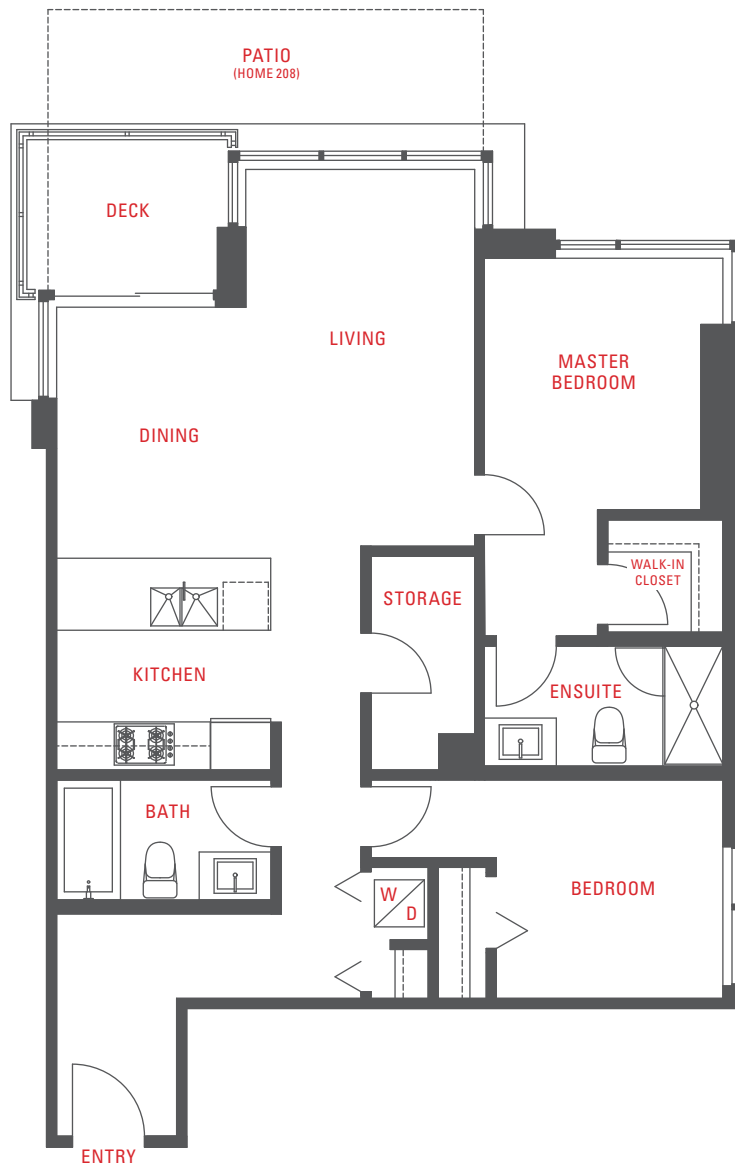 PATIO
(HOME 208)
DECK
LIVING
MASTER
BEDROOM
DINING
WALK-IN
CLOSET
STORAGE
KITCHEN
ENSUITE
BATH
BEDROOM
W
D
ENTRY